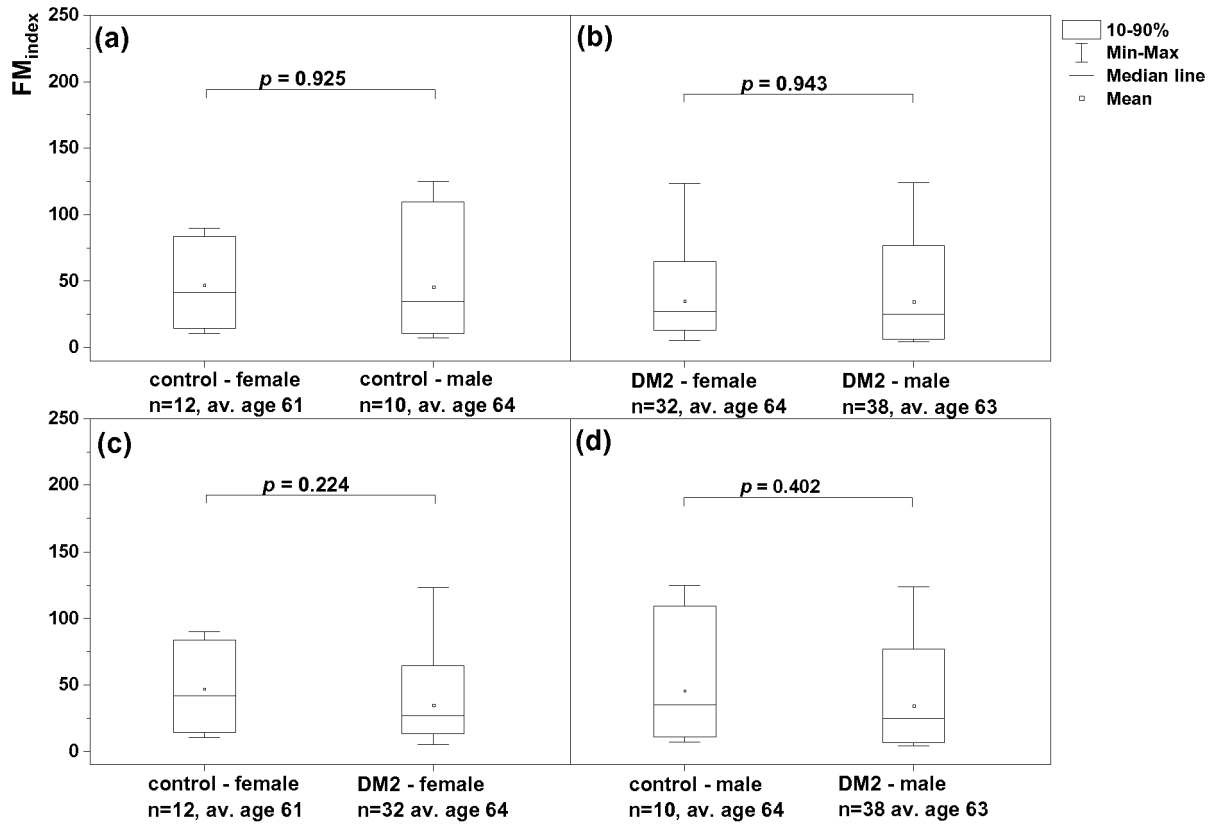 FM_index
250
200
150
100
50
0
(a)
p = 0.925
control - female
n=12, av. age 61
control - male
n=10, av. age 64
(b)
p = 0.943
DM2 - female
n=32, av. age 64
DM2 - male
n=38, av. age 63
10-90%
Min-Max
Median line
Mean
250
200
150
100
50
0
(c)
p = 0.224
control - female
n=12, av. age 61
DM2 - female
n=32 av. age 64
(d)
p = 0.402
control - male
n=10, av. age 64
DM2 - male
n=38 av. age 63